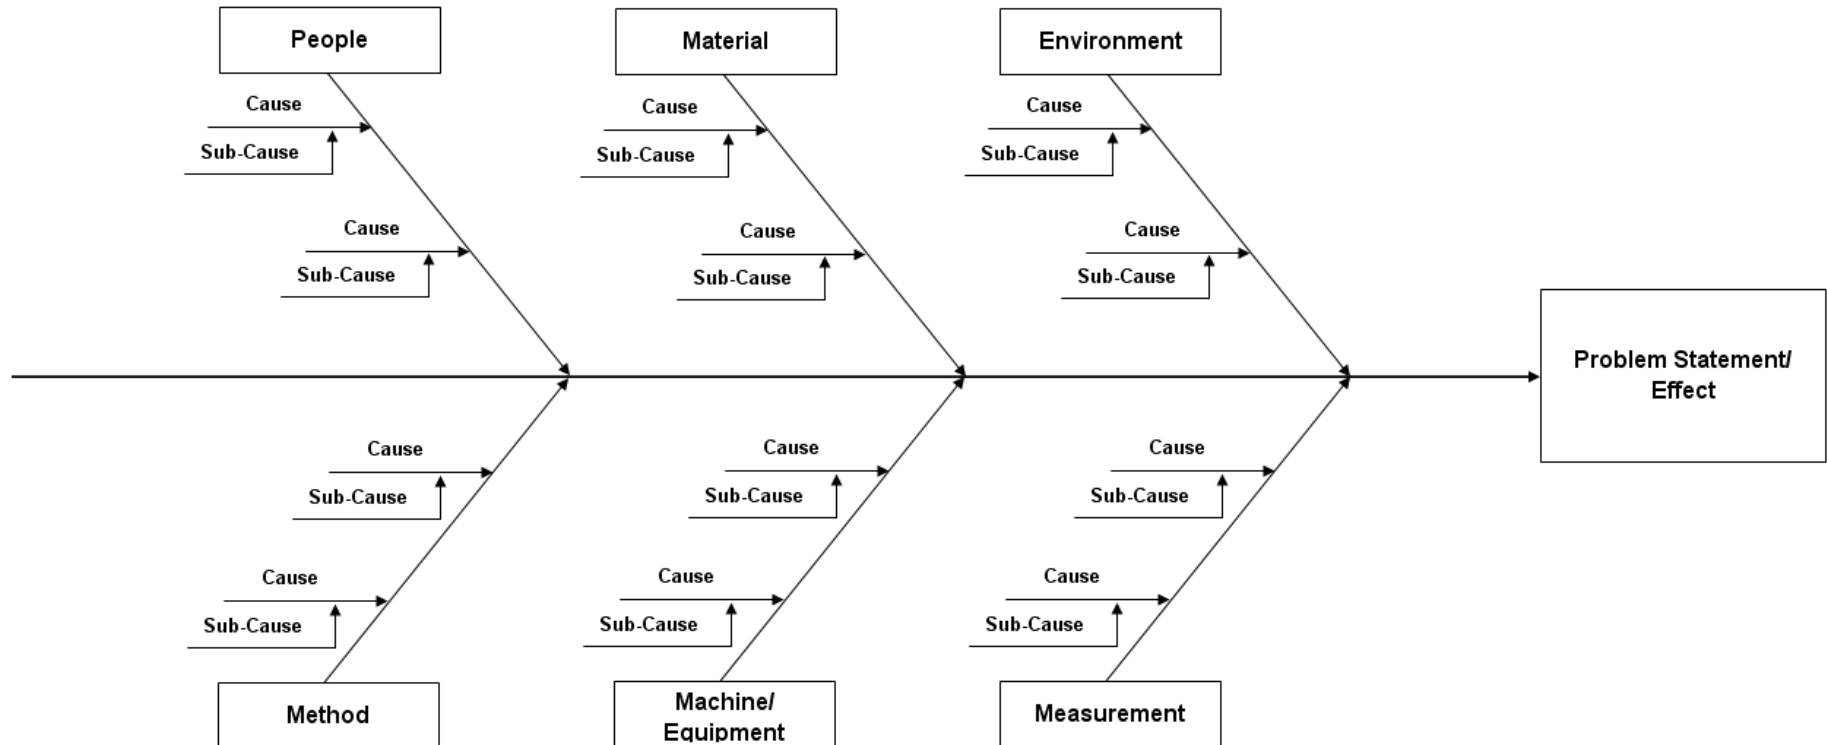 People
Material
Environment
Cause
Cause
Cause
Sub-Cause
Sub-Cause
Sub-Cause
Cause
Cause
Cause
Sub-Cause
Sub-Cause
Sub-Cause
Problem Statement/
Effect
Cause
Cause
Cause
Sub-Cause
Sub-Cause
Sub-Cause
Cause
Cause
Cause
Sub-Cause
Sub-Cause
Sub-Cause
Method
Machine/
Equipment
Measurement